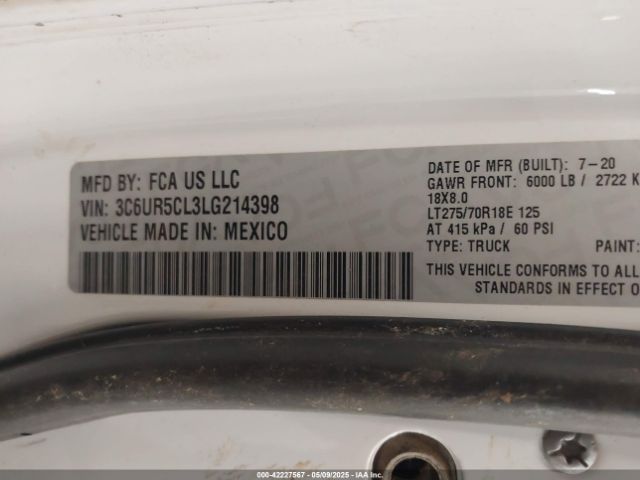 MFD BY: FCA US LLC
VIN: 3C6UR5CL3LG214398
VEHICLE MADE IN: MEXICO
DATE OF MFR (BUILT): 7-20
GAWR FRONT: 6000 LB / 2722 K
18X8.0
LT275/70R18E 125
AT 415 kPa / 60 PSI
TYPE: TRUCK PAINT:
THIS VEHICLE CONFORMS TO ALL
STANDARDS IN EFFECT O
000-42227567 05/09/2025 IAA Inc.